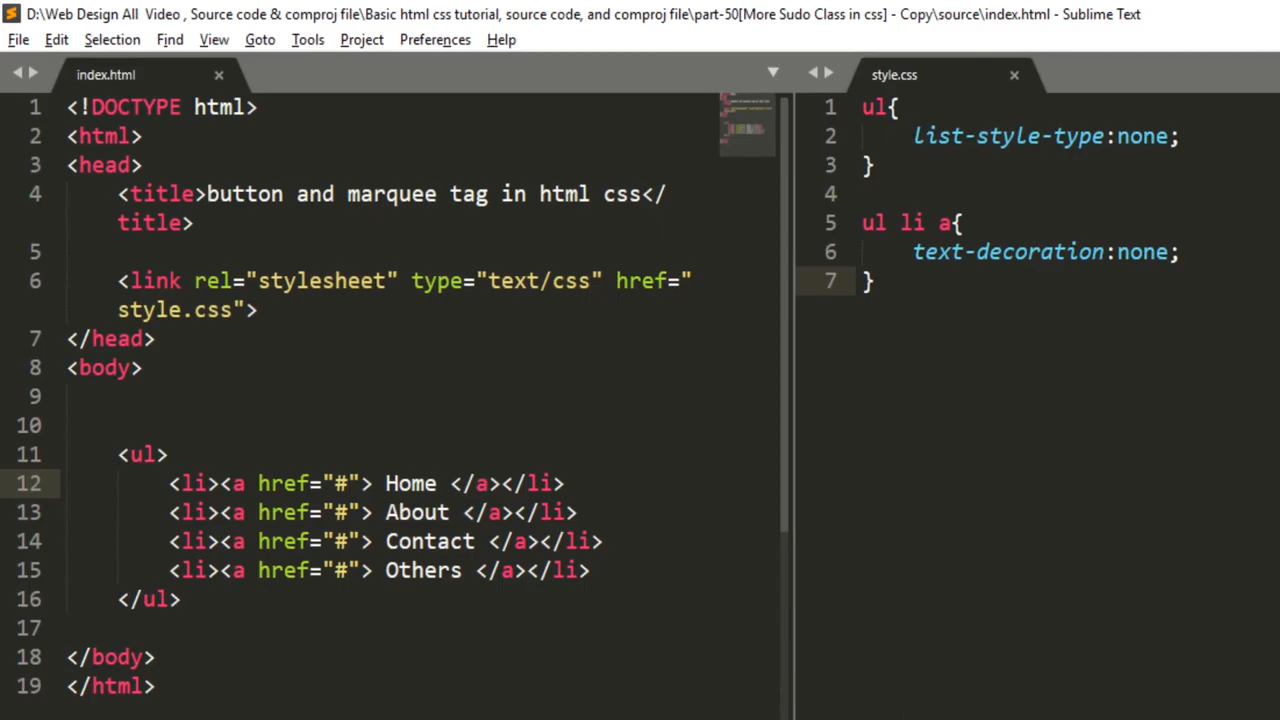 D:\Web Design All  Video , Source code & comproj file\Basic html css tutorial, source code, and comproj file\part-50[More Sudo Class in css] - Copy\source\index.html - Sublime Text
File Edit Selection Find View Goto Tools Project Preferences Help
index.html
1 <!DOCTYPE html>
2 <html>
3 <head>
4 <title>button and marquee tag in html css</
title>
5
6 <link rel="stylesheet" type="text/css" href="
style.css">
7 </head>
8 <body>
9
10
11 <ul>
12 <li><a href="#"> Home </a></li>
13 <li><a href="#"> About </a></li>
14 <li><a href="#"> Contact </a></li>
15 <li><a href="#"> Others </a></li>
16 </ul>
17
18 </body>
19 </html>
style.css
1 ul{
2 list-style-type:none;
3 }
4
5 ul li a{
6 text-decoration:none;
7 }